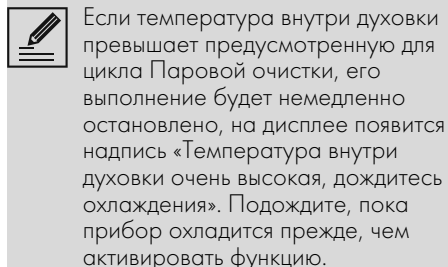 Если температура внутри духовки
превышает предусмотренную для
цикла Паровой очистки, его
выполнение будет немедленно
остановлено, на дисплее появится
надпись «Температура внутри
духовки очень высокая, дождитесь
охлаждения». Подождите, пока
прибор охладится прежде, чем
активировать функцию.